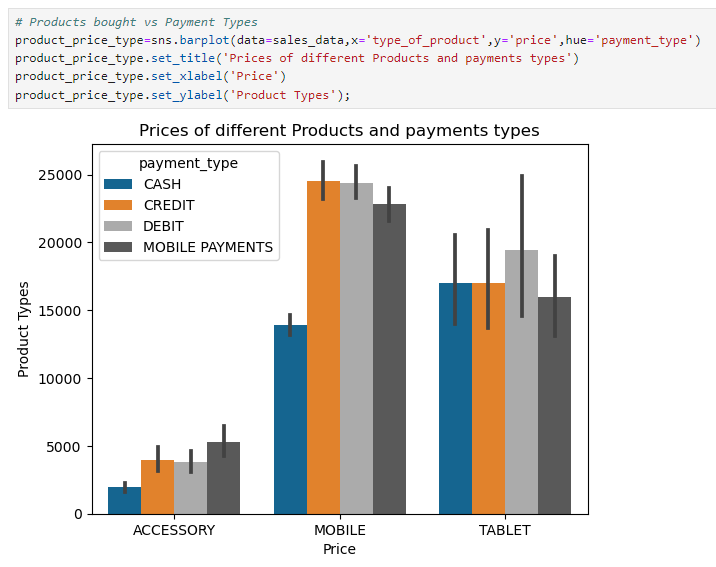 # Products bought vs Payment Types
product_price_type=sns.barplot(data=sales_data,x='type_of_product',y='price',hue='payment_type')
product_price_type.set_title('Prices of different Products and payments types')
product_price_type.set_xlabel('Price')
product_price_type.set_ylabel('Product Types');
Prices of different Products and payments types
payment_type
CASH
CREDIT
DEBIT
MOBILE PAYMENTS
25000
20000
15000
10000
5000
0
Product Types
ACCESSORY MOBILE TABLET
Price